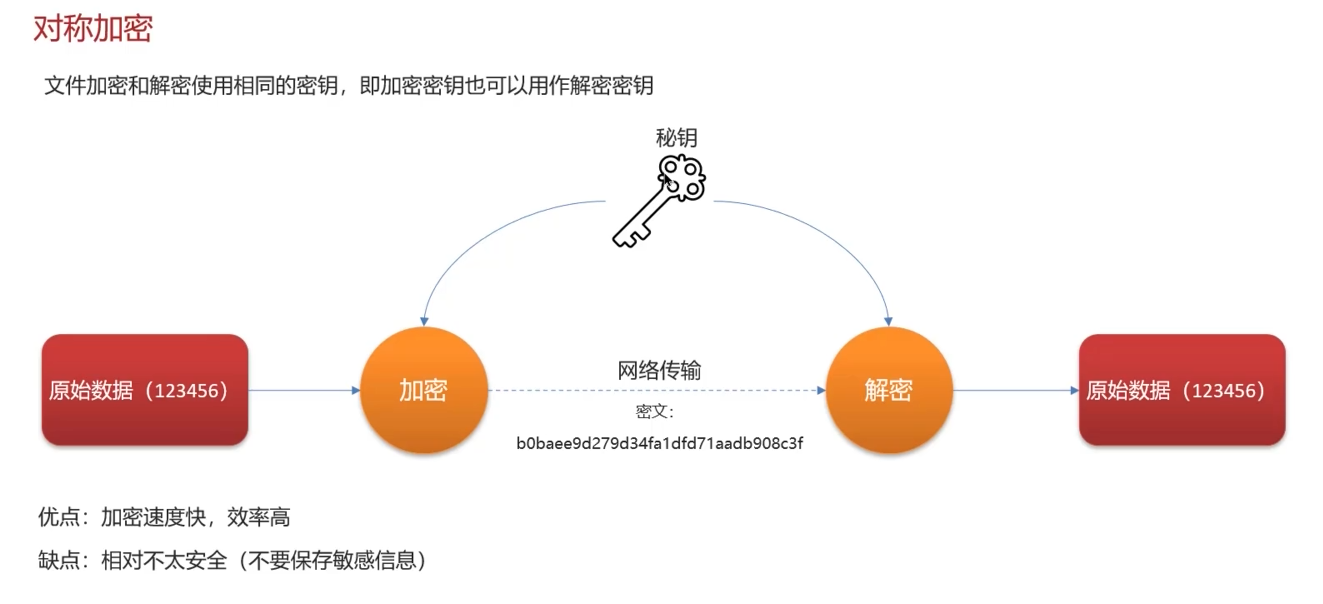 对称加密
文件加密和解密使用相同的密钥，即加密密钥也可以用作解密密钥
秘钥
原始数据（123456）
加密
网络传输
密文：
b0baee9d279d34fa1dfd71aadb908c3f
解密
原始数据（123456）
优点：加密速度快，效率高
缺点：相对不太安全（不要保存敏感信息）